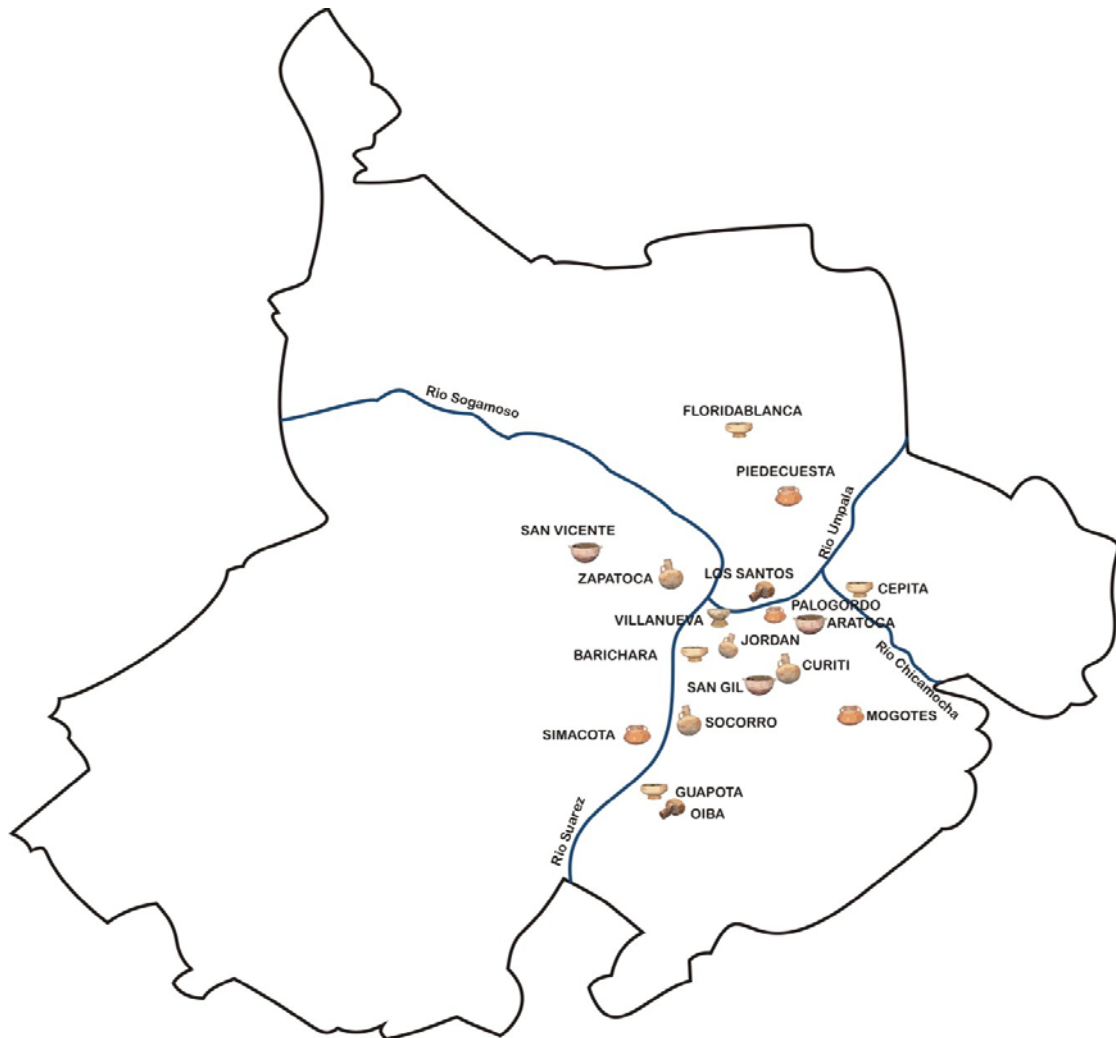 Rio Sogamoso
FLORIDABLANCA
PIEDECUESTA
Rio Umpala
SAN VICENTE
ZAPATOCA
LOS SANTOS
CEPITA
PALOGORDO
VILLANUEVA
ARATOCA
JORDAN
BARICHARA
CURITI
Rio Chicamocha
SAN GIL
SOCORRO
MOGOTES
SIMACOTA
GUAPOTA
OIBA
Rio Suarez